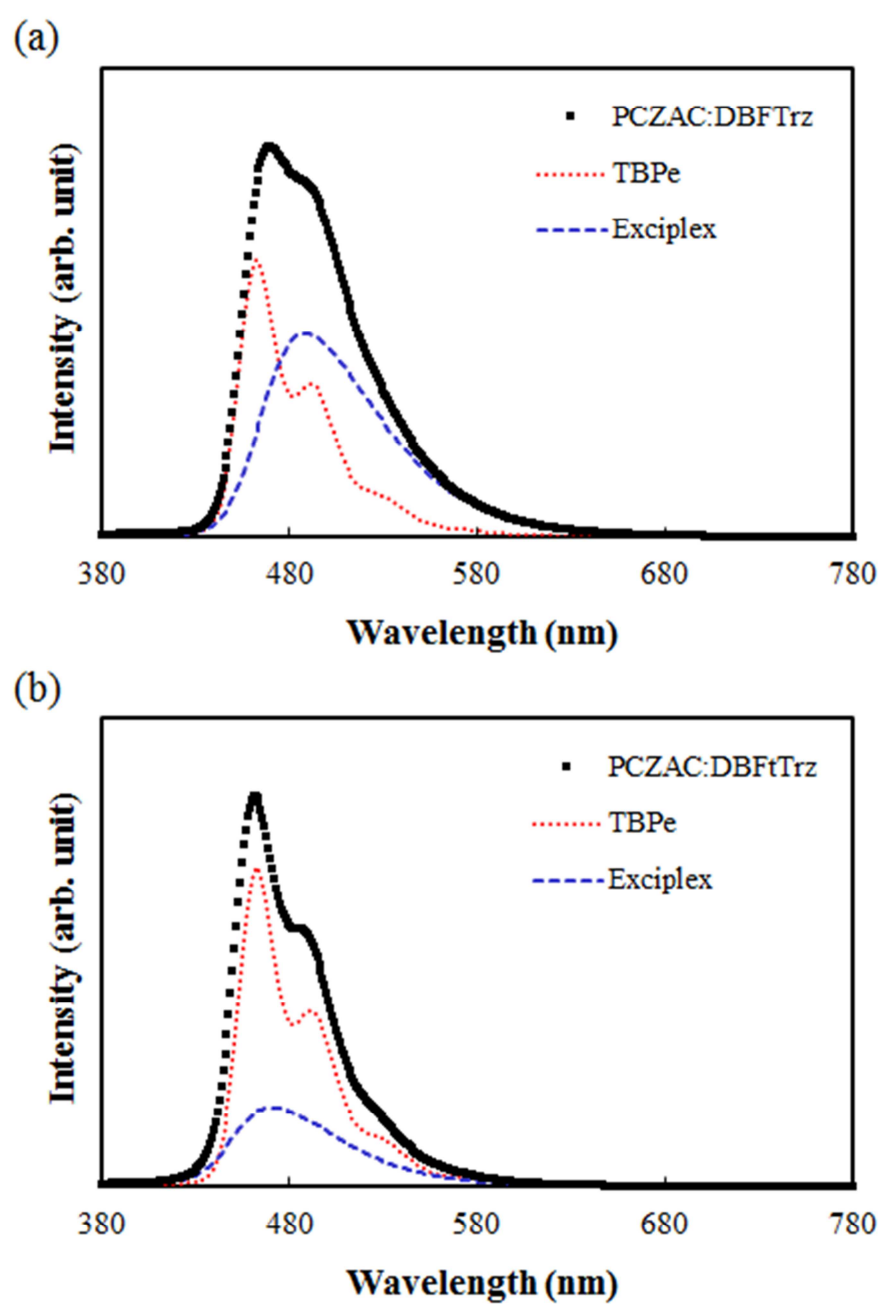 (a)
PCZAC:DBFTrz
TBPe
Exciplex
Intensity (arb. unit)
380 480 580 680 780
Wavelength (nm)
(b)
PCZAC:DBFtTrz
TBPe
Exciplex
Intensity (arb. unit)
380 480 580 680 780
Wavelength (nm)